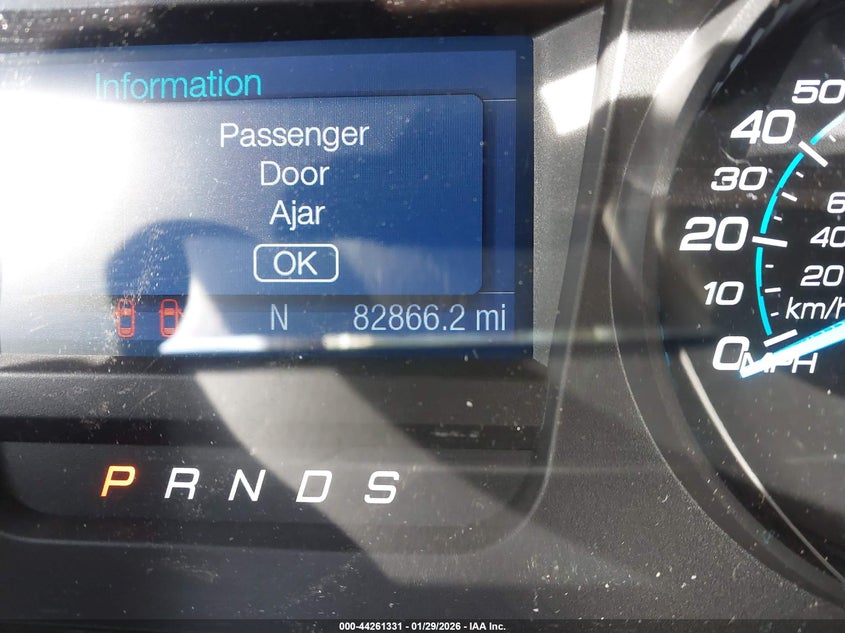 Information
Passenger
Door
Ajar
OK
N 82866.2 mi
50
40
30
20
10
0 MPH
6
40
20
km/h
P R N D S
000-44261331 - 01/29/2026 - IAA Inc.